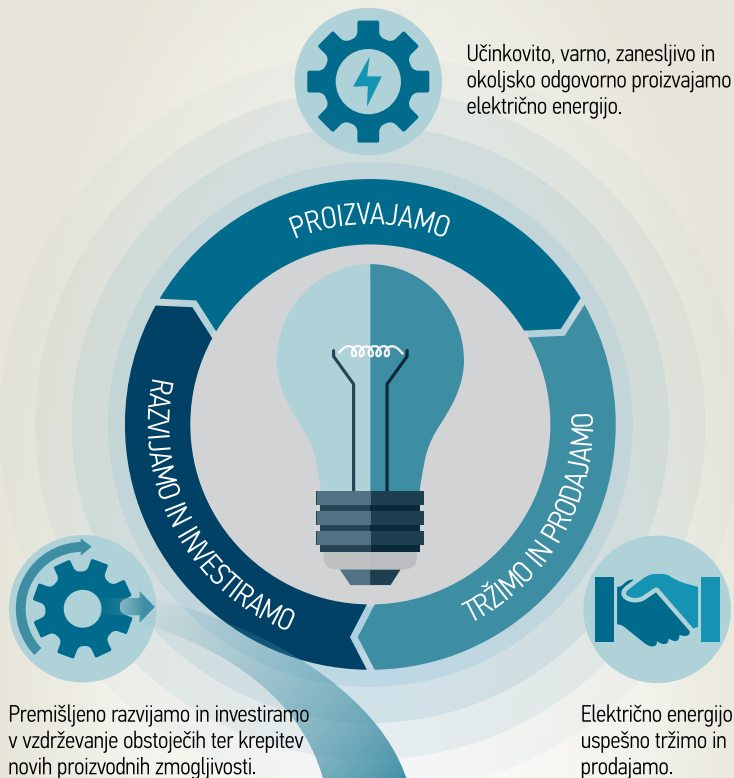 Učinkovito, varno, zanesljivo in
okoljsko odgovorno proizvajamo
električno energijo.
PROIZVAJAMO
TRŽIMO IN PRODAJAMO
RAZVIJAMO IN INVESTIRAMO
Električno energijo
uspešno tržimo in
prodajamo.
Premišljeno razvijamo in investiramo
v vzdrževanje obstoječih ter krepitev
novih proizvodnih zmogljivosti.